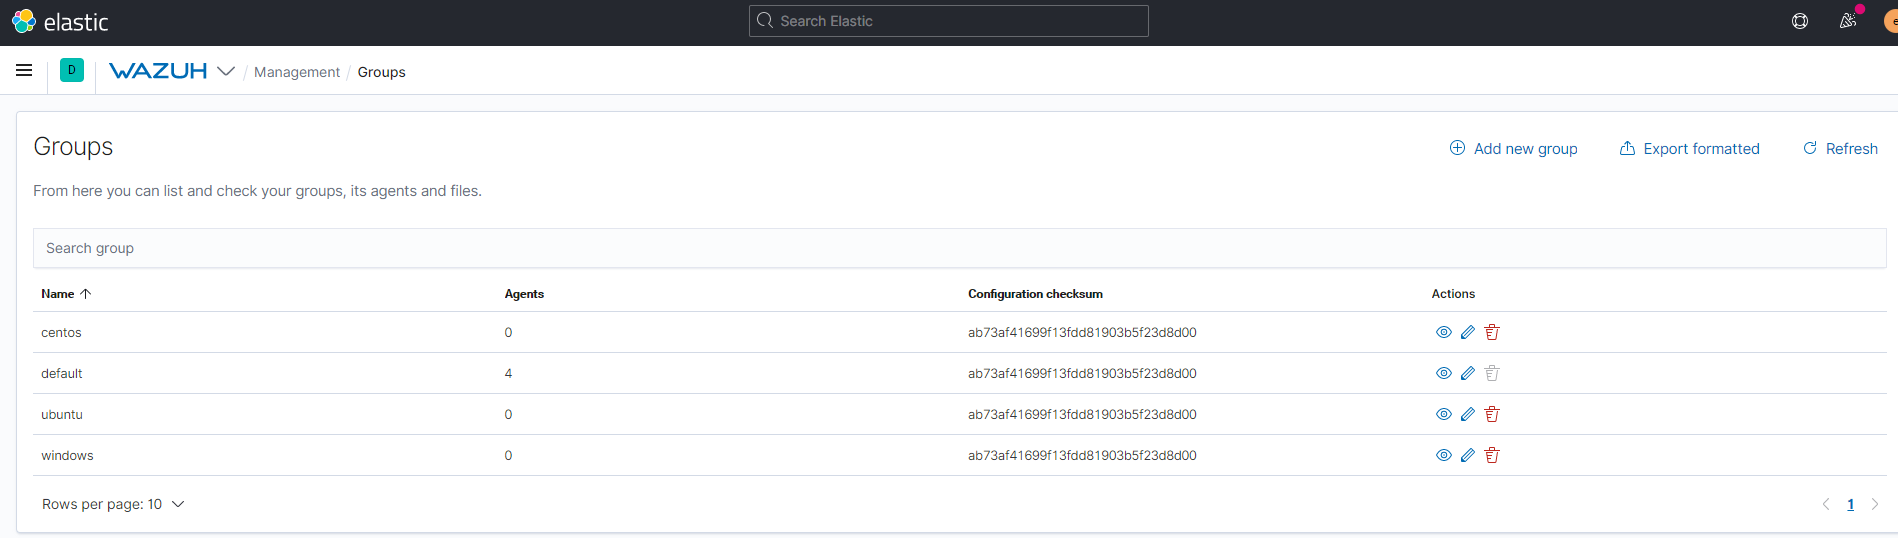 elastic
Search Elastic
e
D
WAZUH / Management / Groups
Groups
Add new group
Export formatted
Refresh
From here you can list and check your groups, its agents and files.
Search group
Name Agents Configuration checksum Actions
centos 0 ab73af41699f13fdd81903b5f23d8d00
default 4 ab73af41699f13fdd81903b5f23d8d00
ubuntu 0 ab73af41699f13fdd81903b5f23d8d00
windows 0 ab73af41699f13fdd81903b5f23d8d00
Rows per page: 10
1